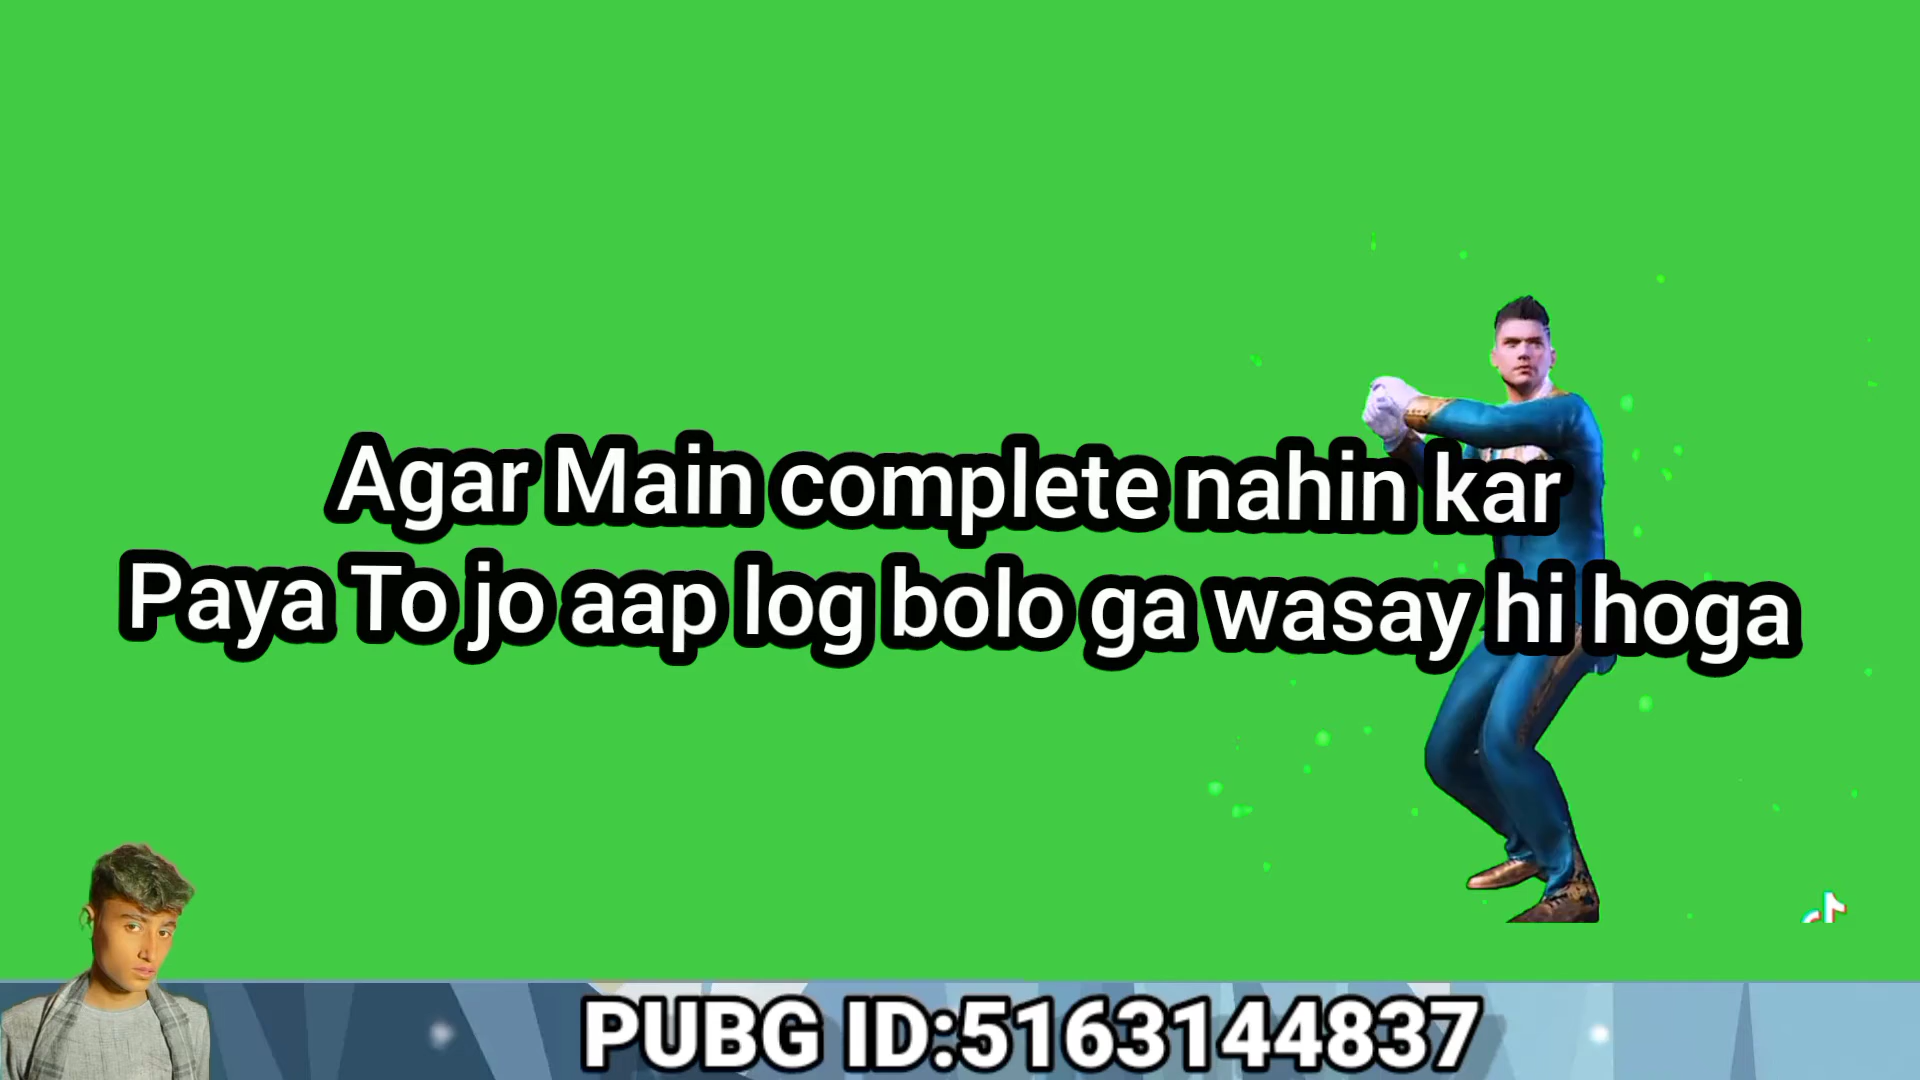 Agar Main complete nahin kar
Paya To jo aap log bolo ga wasay hi hoga
PUBG ID:5163144837